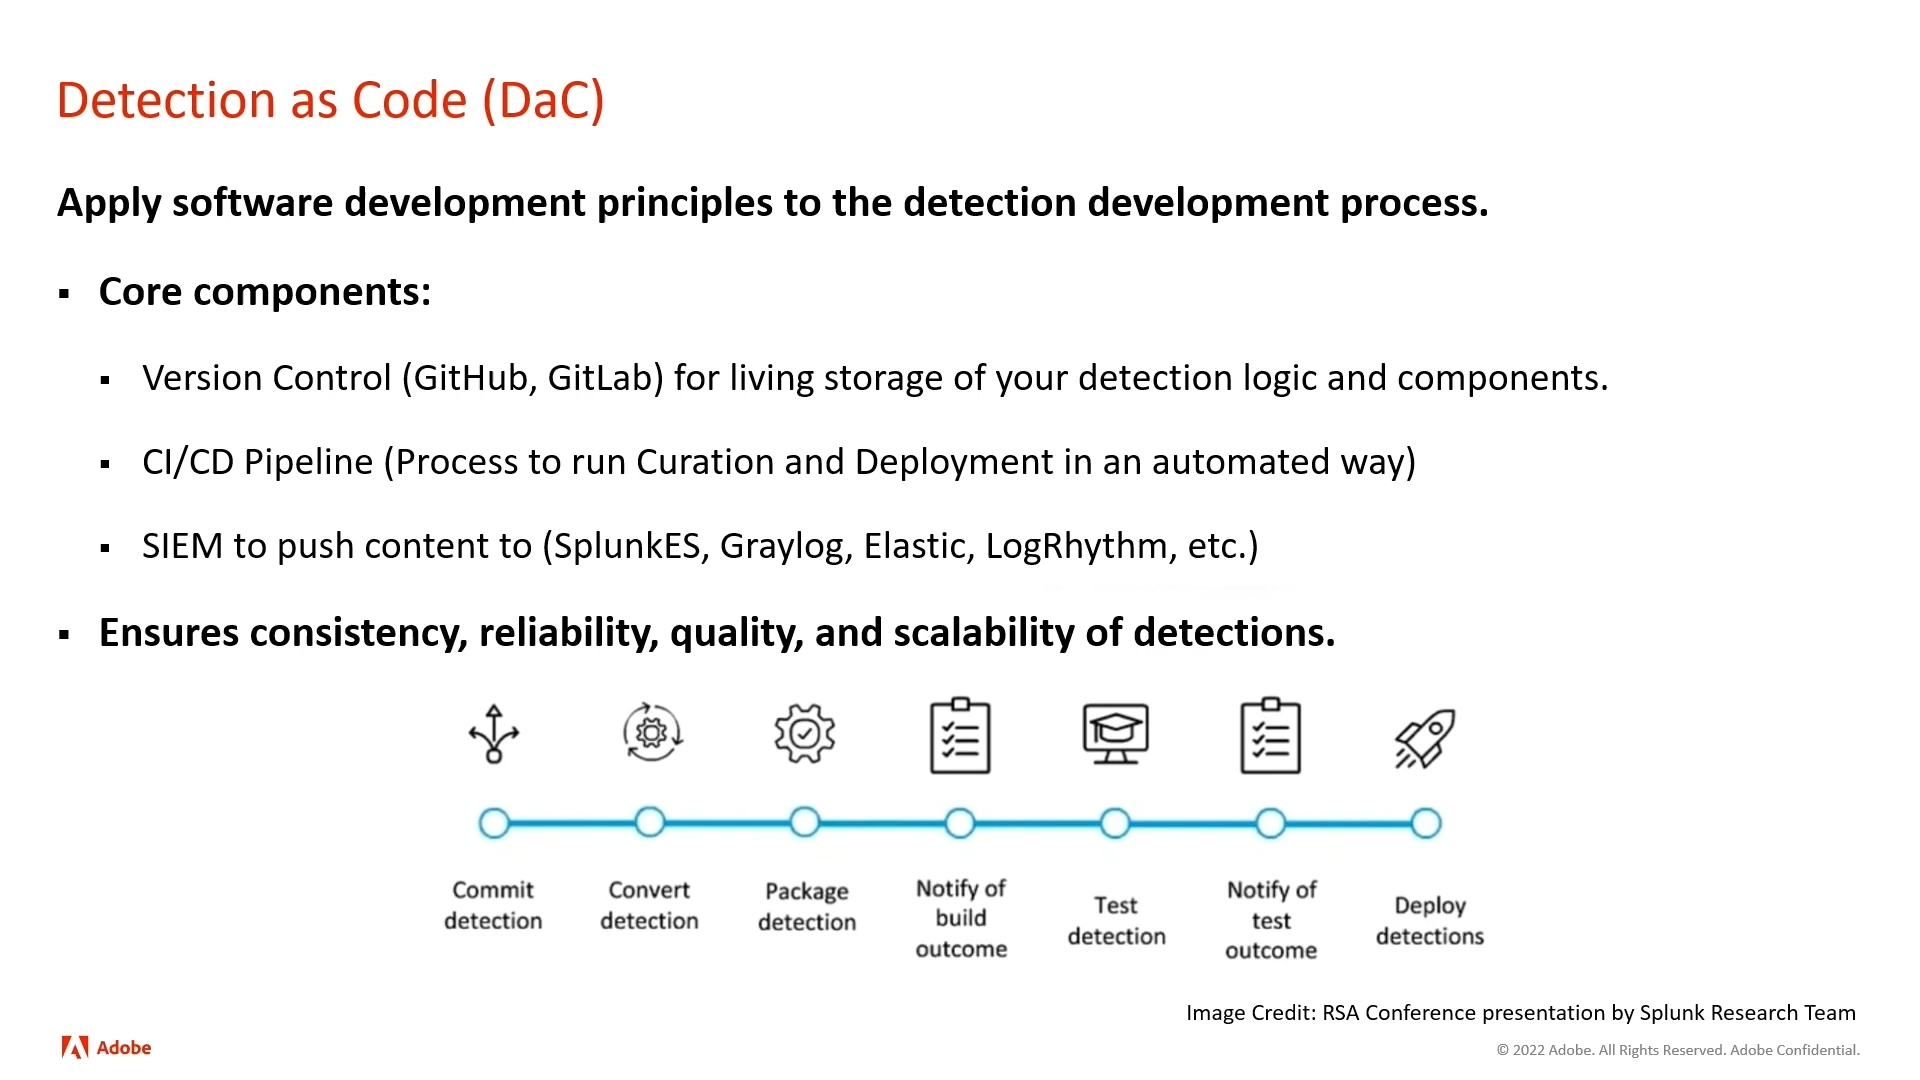 Detection as Code (DaC)
Apply software development principles to the detection development process.
▪ Core components:
▪ Version Control (GitHub, GitLab) for living storage of your detection logic and components.
▪ CI/CD Pipeline (Process to run Curation and Deployment in an automated way)
▪ SIEM to push content to (SplunkES, Graylog, Elastic, LogRhythm, etc.)
▪ Ensures consistency, reliability, quality, and scalability of detections.
Commit
detection
Convert
detection
Package
detection
Notify of
build
outcome
Test
detection
Notify of
test
outcome
Deploy
detections
Image Credit: RSA Conference presentation by Splunk Research Team
Adobe
© 2022 Adobe. All Rights Reserved. Adobe Confidential.